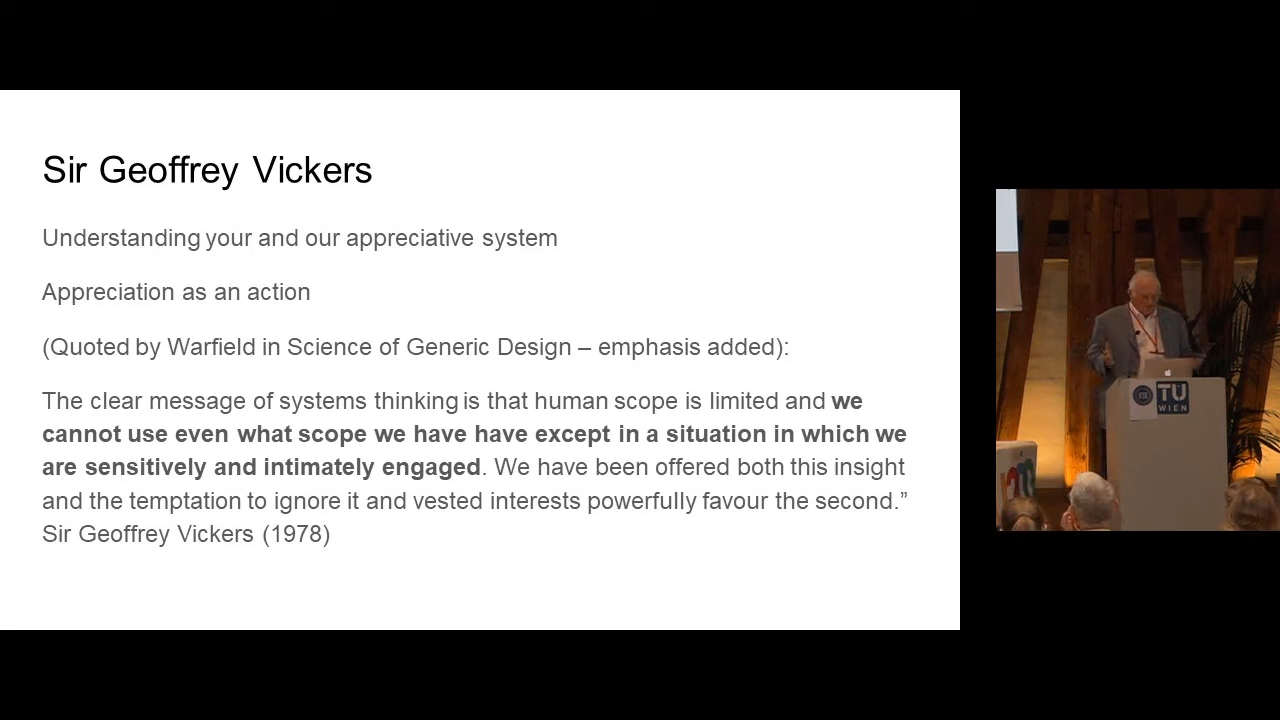 Sir Geoffrey Vickers
Understanding your and our appreciative system
Appreciation as an action
(Quoted by Warfield in Science of Generic Design – emphasis added):
The clear message of systems thinking is that human scope is limited and we
cannot use even what scope we have have except in a situation in which we
are sensitively and intimately engaged. We have been offered both this insight
and the temptation to ignore it and vested interests powerfully favour the second.”
Sir Geoffrey Vickers (1978)
TU
WIEN